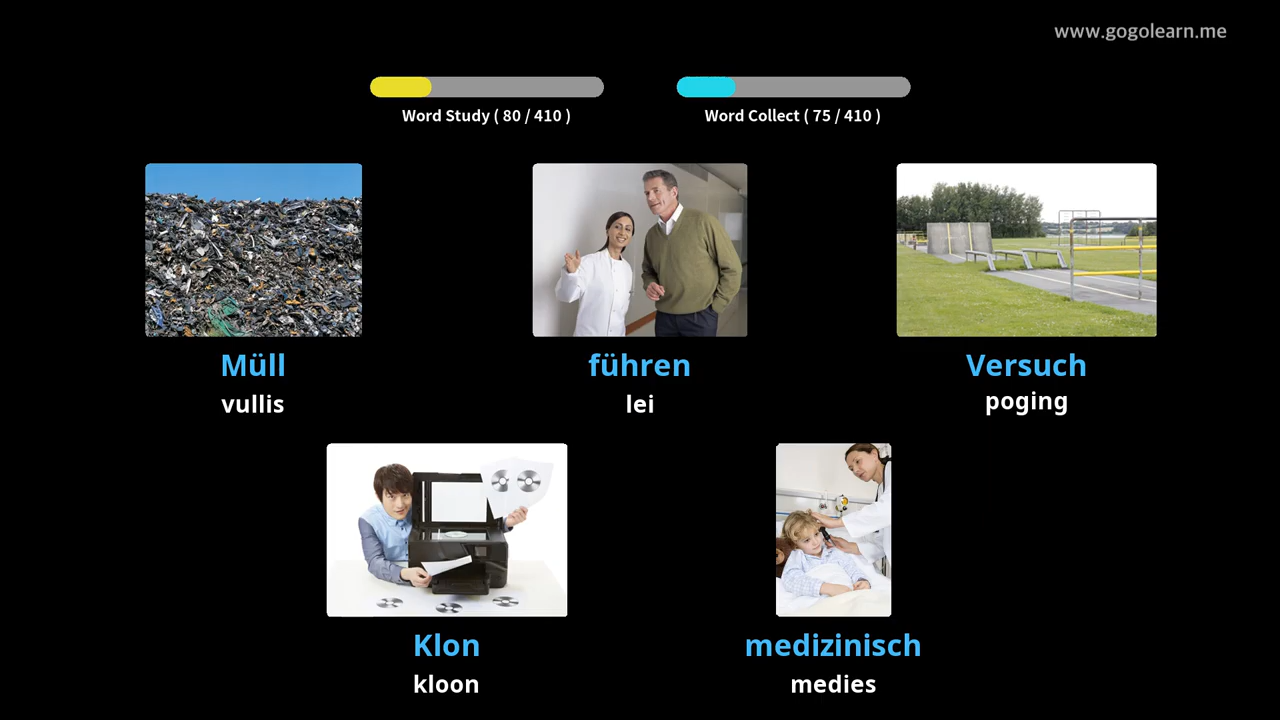 www.gogolearn.me
Word Study ( 80 / 410 )
Word Collect ( 75 / 410 )
Müll
vullis
führen
lei
Versuch
poging
Klon
kloon
medizinisch
medies